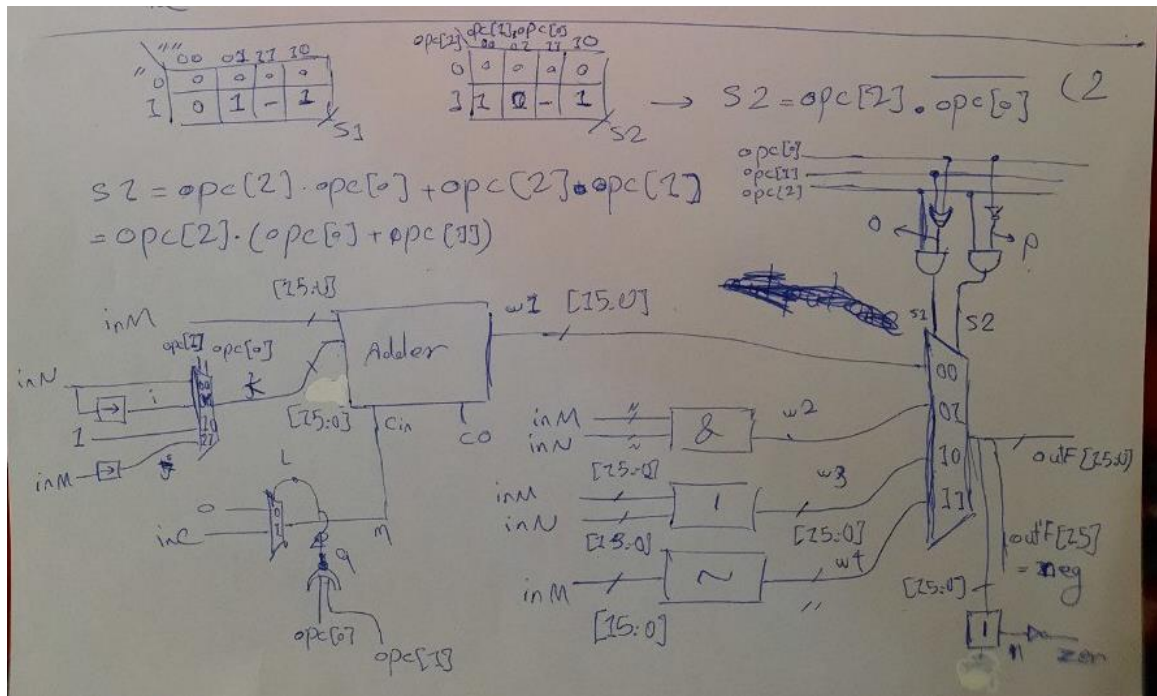 00 01 11 10
0 0 0 0 0
1 0 1 - 1
S1
opc[1],opc[0]
opc[2] 00 01 11 10
0 0 0 0 0
1 1 0 - 1
S2
→ S2 = opc[2] . opc[0] (2
S1 = opc[2] . opc[0] + opc[2] . opc[1]
= opc[2] . (opc[0] + opc[1])
opc[0]
opc[1]
opc[2]
o
p
S1
S2
[15:0]
inM
Adder
w1
[15:0]
opc[1] opc[0]
inN
i
k
00
10
11
1
inM
[15:0]
Cin
CO
L
0
inC
0
1
M
q
opc[0]
opc[1]
inM
inN
[15:0]
&
w2
inM
inN
[15:0]
|
w3
[15:0]
inM
[15:0]
~
w4
00
01
10
11
outF[15:0]
outF[15]
= neg
[15:0]
|
n
zer